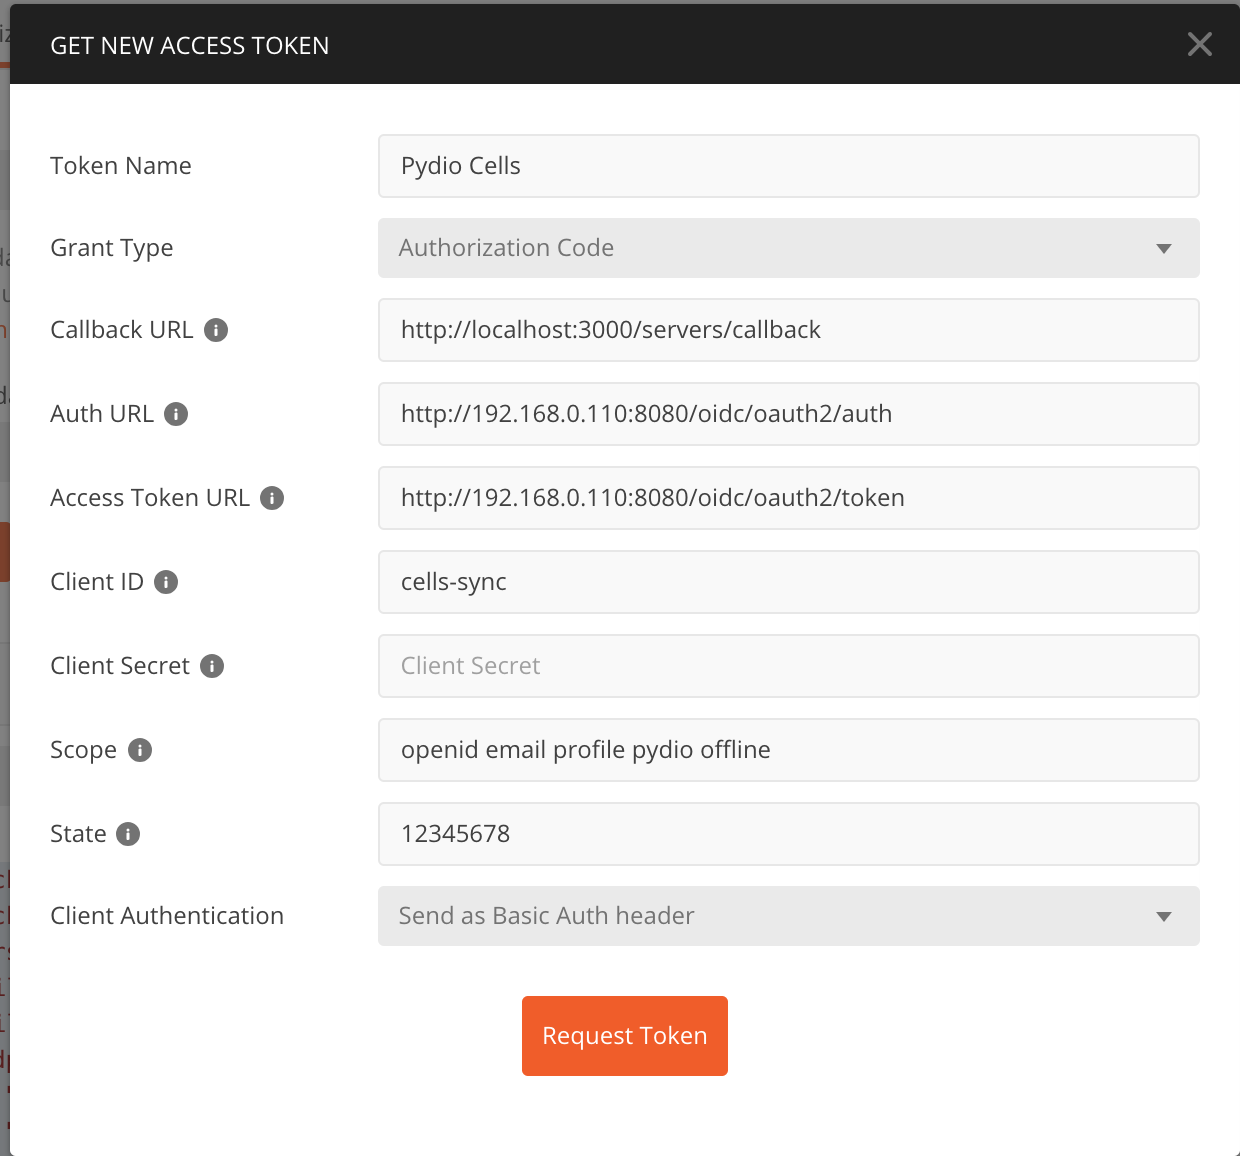 GET NEW ACCESS TOKEN
Token Name Pydio Cells
Grant Type Authorization Code
Callback URL http://localhost:3000/servers/callback
Auth URL http://192.168.0.110:8080/oidc/oauth2/auth
Access Token URL http://192.168.0.110:8080/oidc/oauth2/token
Client ID cells-sync
Client Secret Client Secret
Scope openid email profile pydio offline
State 12345678
Client Authentication Send as Basic Auth header
Request Token